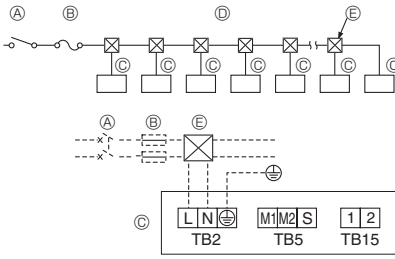 Ⓐ Ⓑ Ⓓ Ⓔ
Ⓒ Ⓒ Ⓒ Ⓒ Ⓒ Ⓒ Ⓒ
Ⓐ Ⓑ Ⓔ
Ⓒ
L N M1 M2 S 1 2
TB2 TB5 TB15